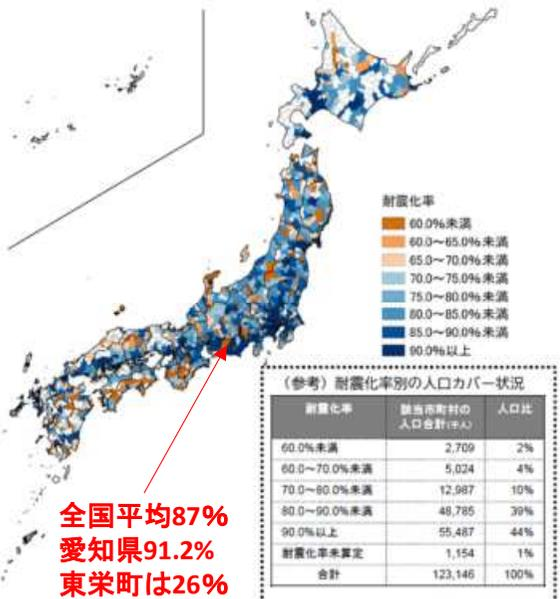 耐震化率
60.0%未満
60.0～65.0%未満
65.0～70.0%未満
70.0～75.0%未満
75.0～80.0%未満
80.0～85.0%未満
85.0～90.0%未満
90.0%以上
（参考）耐震化率別の人口カバー状況
耐震化率 該当市町村の人口合計(千人) 人口比
60.0%未満 2,709 2%
60.0～70.0%未満 5,024 4%
70.0～80.0%未満 12,987 10%
80.0～90.0%未満 48,785 39%
90.0%以上 55,487 44%
耐震化率未算定 1,154 1%
合計 123,146 100%
全国平均87%
愛知県91.2%
東栄町は26%